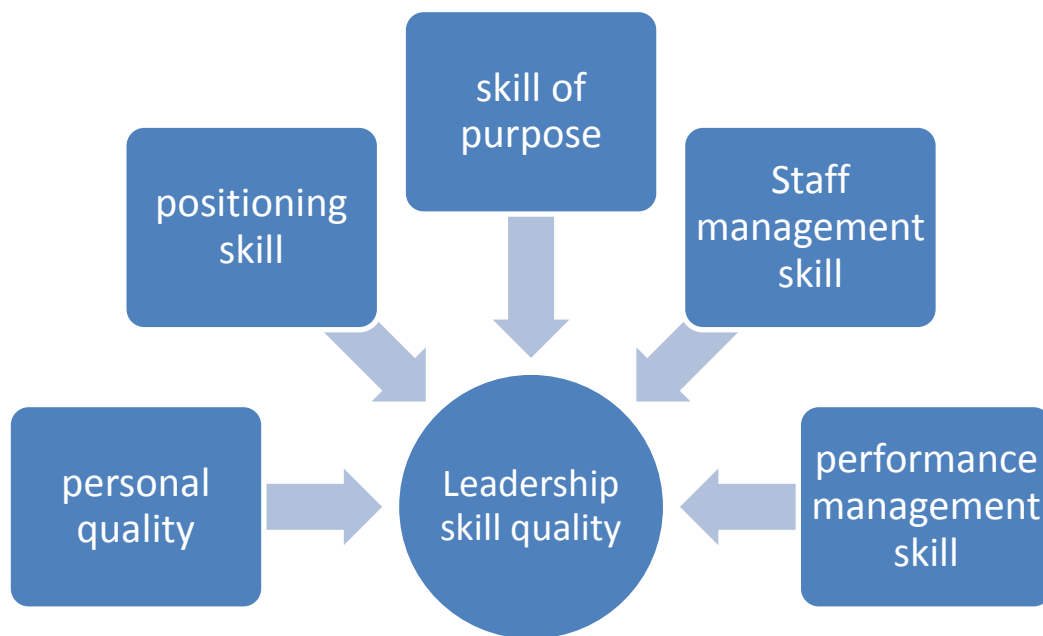 skill of
purpose
positioning
skill
Staff
management
skill
personal
quality
Leadership
skill quality
performance
management
skill